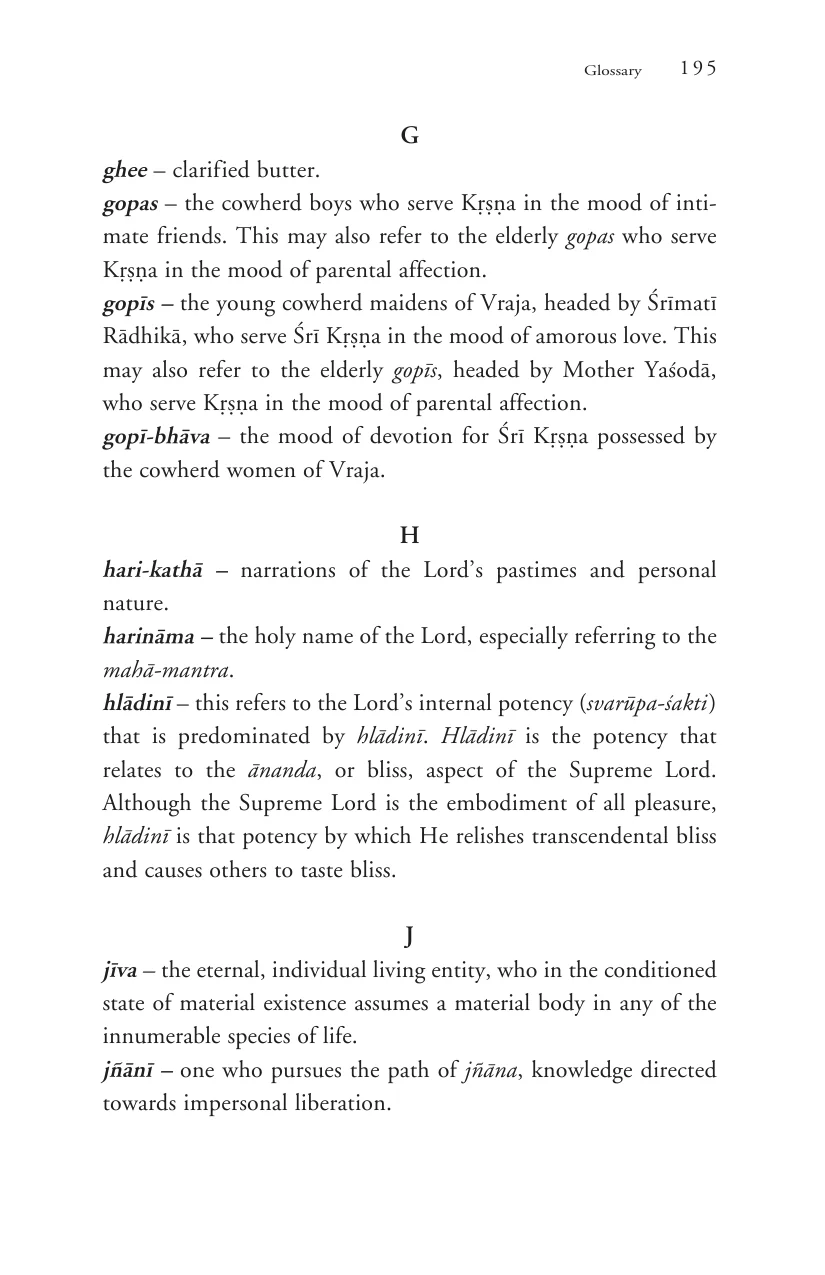 Glossary 195
G
ghee – clarified butter.
gopas – the cowherd boys who serve Kṛṣṇa in the mood of inti-
mate friends. This may also refer to the elderly gopas who serve
Kṛṣṇa in the mood of parental affection.
gopīs – the young cowherd maidens of Vraja, headed by Śrīmatī
Rādhikā, who serve Śrī Kṛṣṇa in the mood of amorous love. This
may also refer to the elderly gopīs, headed by Mother Yaśodā,
who serve Kṛṣṇa in the mood of parental affection.
gopī-bhāva – the mood of devotion for Śrī Kṛṣṇa possessed by
the cowherd women of Vraja.
H
hari-kathā – narrations of the Lord’s pastimes and personal
nature.
harināma – the holy name of the Lord, especially referring to the
mahā-mantra.
hlādinī – this refers to the Lord’s internal potency (svarūpa-śakti)
that is predominated by hlādinī. Hlādinī is the potency that
relates to the ānanda, or bliss, aspect of the Supreme Lord.
Although the Supreme Lord is the embodiment of all pleasure,
hlādinī is that potency by which He relishes transcendental bliss
and causes others to taste bliss.
J
jīva – the eternal, individual living entity, who in the conditioned
state of material existence assumes a material body in any of the
innumerable species of life.
jñānī – one who pursues the path of jñāna, knowledge directed
towards impersonal liberation.